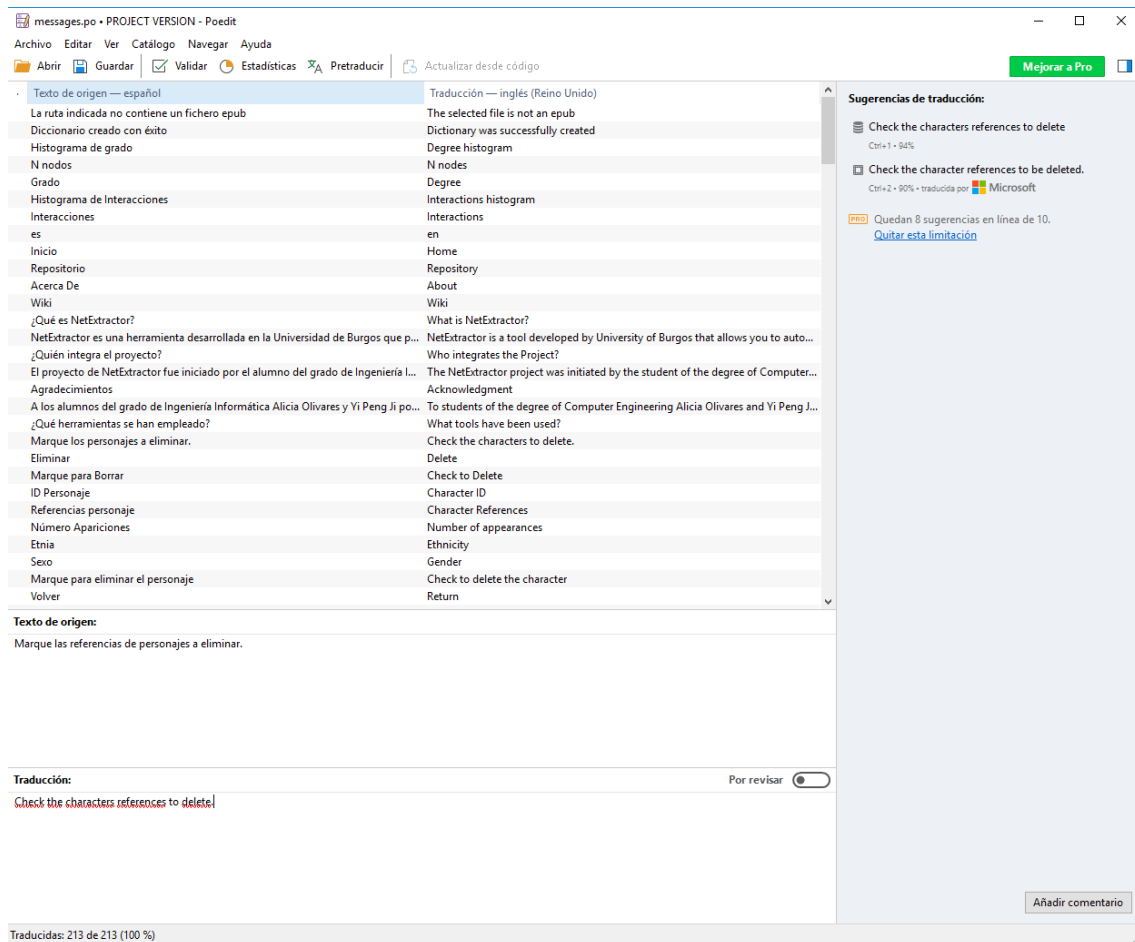 messages.po • PROJECT VERSION - Poedit
Archivo Editar Ver Catálogo Navegar Ayuda
Abrir Guardar Validar Estadísticas Pretraducir Actualizar desde código Mejorar a Pro
Texto de origen — español Traducción — inglés (Reino Unido)
La ruta indicada no contiene un fichero epub The selected file is not an epub
Diccionario creado con éxito Dictionary was successfully created
Histograma de grado Degree histogram
N nodos N nodes
Grado Degree
Histograma de Interacciones Interactions histogram
Interacciones Interactions
es en
Inicio Home
Repositorio Repository
Acerca De About
Wiki Wiki
¿Qué es NetExtractor? What is NetExtractor?
NetExtractor es una herramienta desarrollada en la Universidad de Burgos que p... NetExtractor is a tool developed by University of Burgos that allows you to auto...
¿Quién integra el proyecto? Who integrates the Project?
El proyecto de NetExtractor fue iniciado por el alumno del grado de Ingeniería I... The NetExtractor project was initiated by the student of the degree of Computer...
Agradecimientos Acknowledgment
A los alumnos del grado de Ingeniería Informática Alicia Olivares y Yi Peng Ji po... To students of the degree of Computer Engineering Alicia Olivares and Yi Peng J...
¿Qué herramientas se han empleado? What tools have been used?
Marque los personajes a eliminar. Check the characters to delete.
Eliminar Delete
Marque para Borrar Check to Delete
ID Personaje Character ID
Referencias personaje Character References
Número Apariciones Number of appearances
Etnia Ethnicity
Sexo Gender
Marque para eliminar el personaje Check to delete the character
Volver Return
Texto de origen:
Marque las referencias de personajes a eliminar.
Traducción: Por revisar
Check the characters references to delete.
Sugerencias de traducción:
Check the characters references to delete
Ctrl+1 • 94%
Check the character references to be deleted.
Ctrl+2 • 90% • traducida por Microsoft
PRO Quedan 8 sugerencias en línea de 10.
Quitar esta limitación
Añadir comentario
Traducidas: 213 de 213 (100 %)